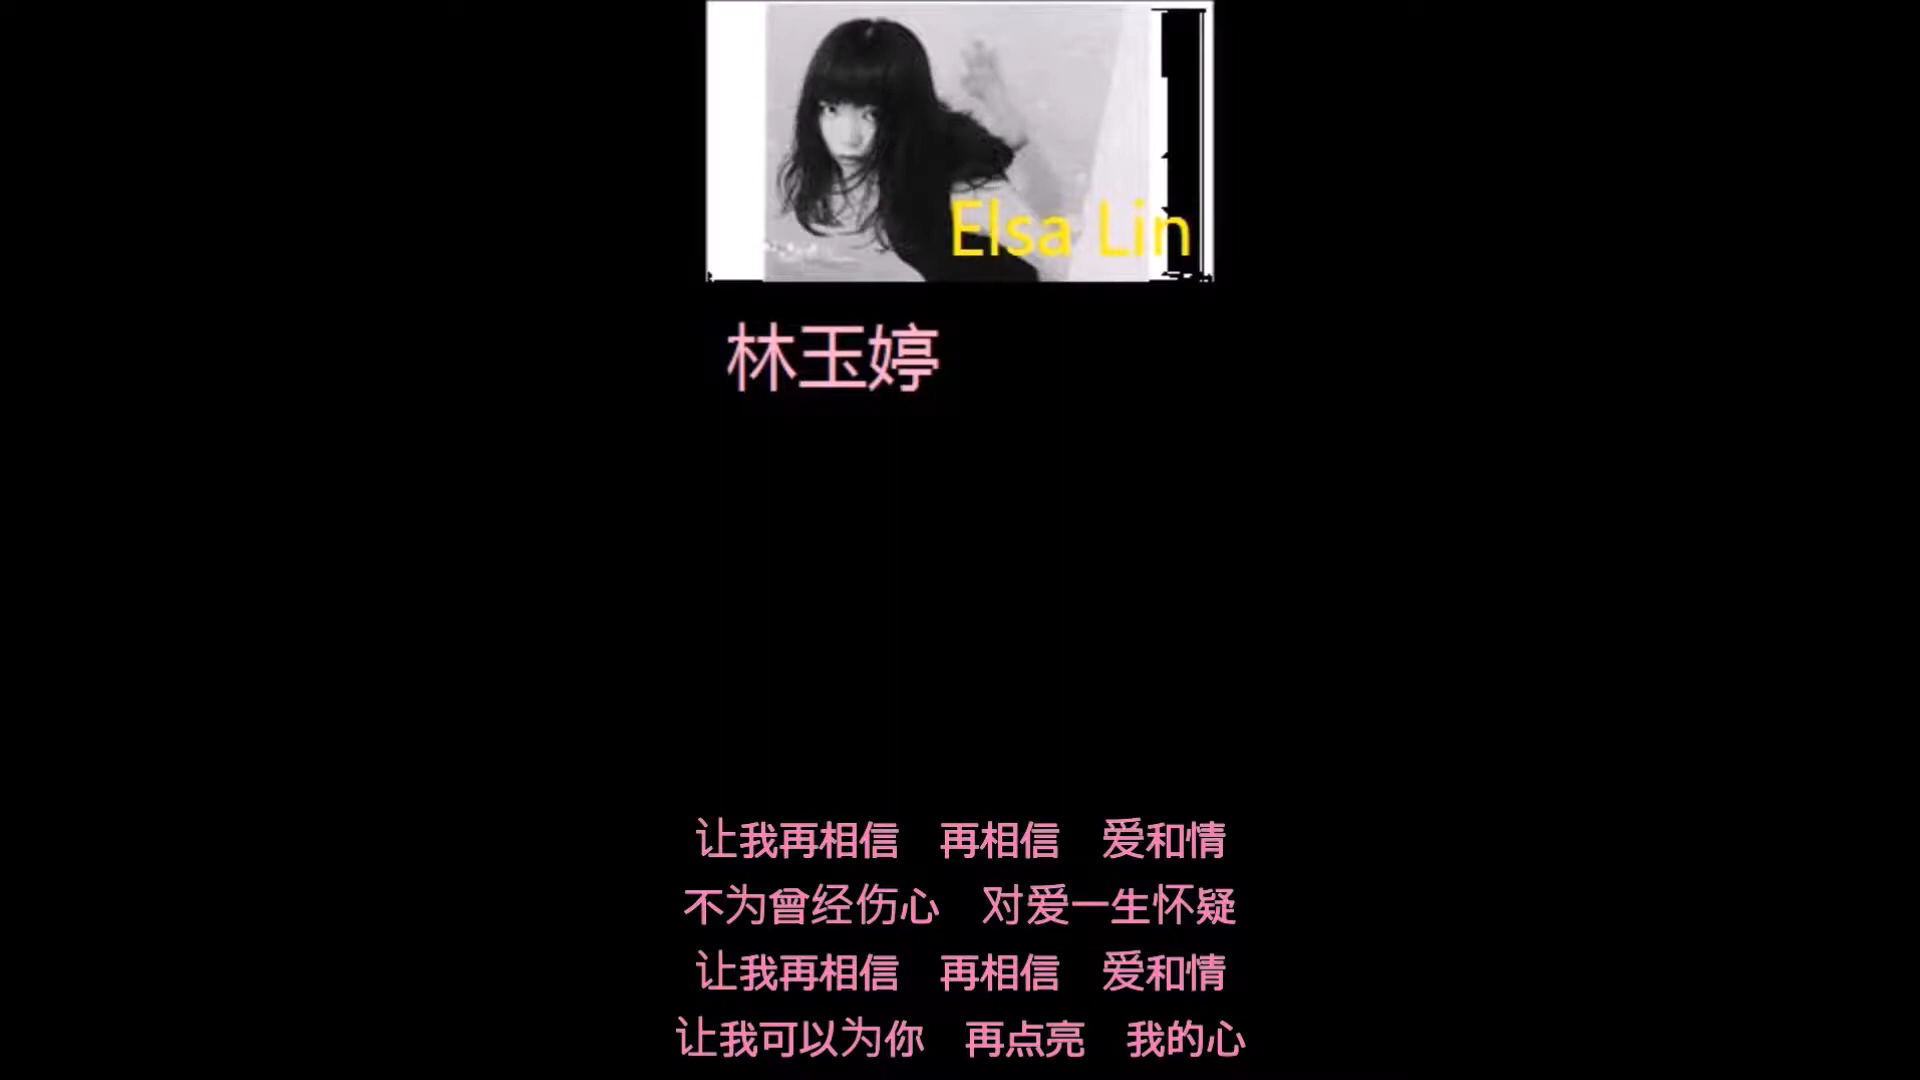 Elsa Lin
林玉婷
让我再相信　再相信　爱和情
不为曾经伤心　对爱一生怀疑
让我再相信　再相信　爱和情
让我可以为你　再点亮　我的心